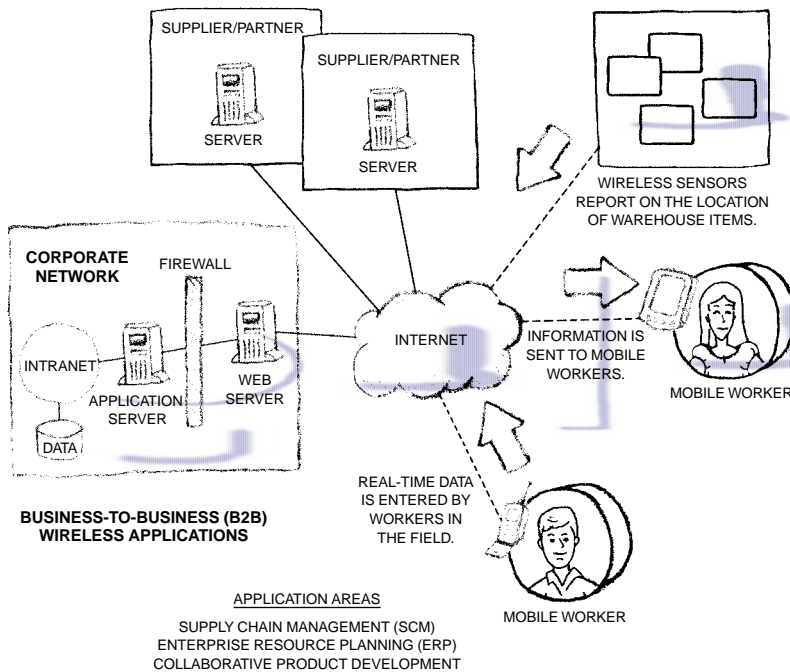 SUPPLIER/PARTNER
SERVER
SUPPLIER/PARTNER
SERVER
WIRELESS SENSORS
REPORT ON THE LOCATION
OF WAREHOUSE ITEMS.
CORPORATE
NETWORK
FIREWALL
INTRANET
APPLICATION
SERVER
WEB
SERVER
DATA
INTERNET
INFORMATION IS
SENT TO MOBILE
WORKERS.
MOBILE WORKER
REAL-TIME DATA
IS ENTERED BY
WORKERS IN
THE FIELD.
MOBILE WORKER
BUSINESS-TO-BUSINESS (B2B)
WIRELESS APPLICATIONS
APPLICATION AREAS
SUPPLY CHAIN MANAGEMENT (SCM)
ENTERPRISE RESOURCE PLANNING (ERP)
COLLABORATIVE PRODUCT DEVELOPMENT